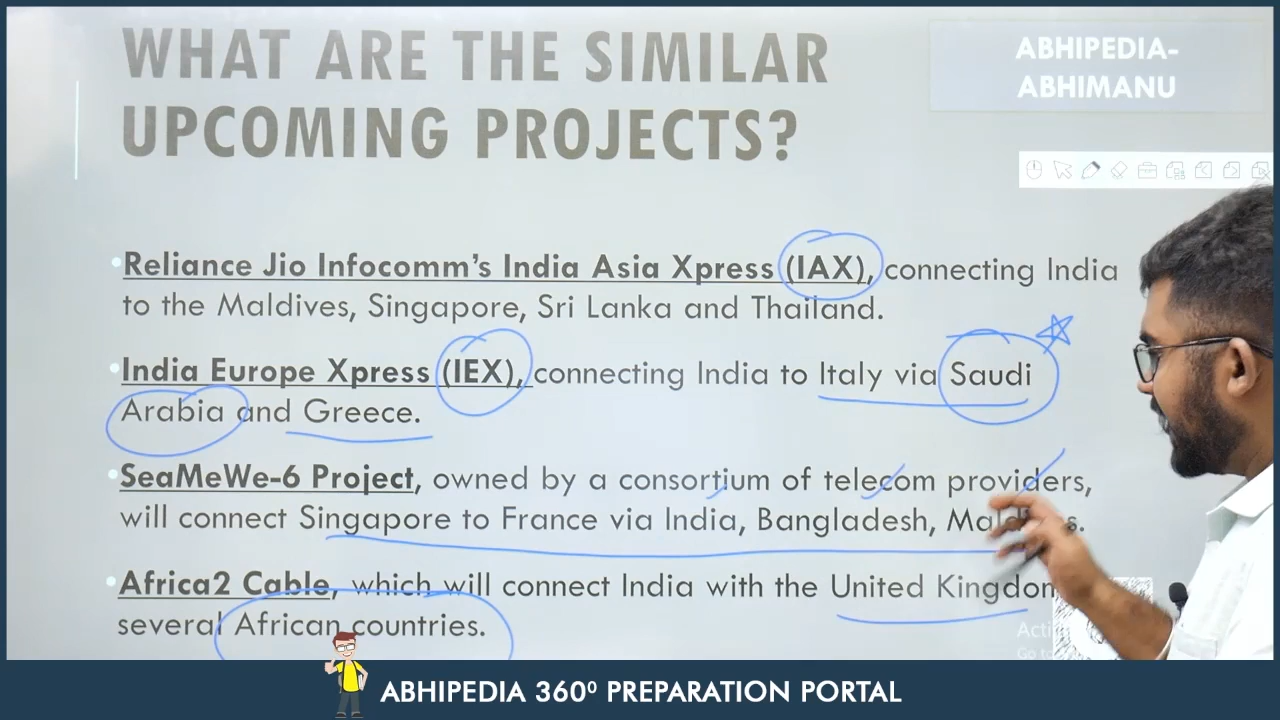 WHAT ARE THE SIMILAR
UPCOMING PROJECTS?
ABHIPEDIA-
ABHIMANU
•Reliance Jio Infocomm's India Asia Xpress (IAX), connecting India
to the Maldives, Singapore, Sri Lanka and Thailand.
•India Europe Xpress (IEX), connecting India to Italy via Saudi
Arabia and Greece.
•SeaMeWe-6 Project, owned by a consortium of telecom providers,
will connect Singapore to France via India, Bangladesh, Maldives.
•Africa2 Cable, which will connect India with the United Kingdom
several African countries.
ABHIPEDIA 360⁰ PREPARATION PORTAL